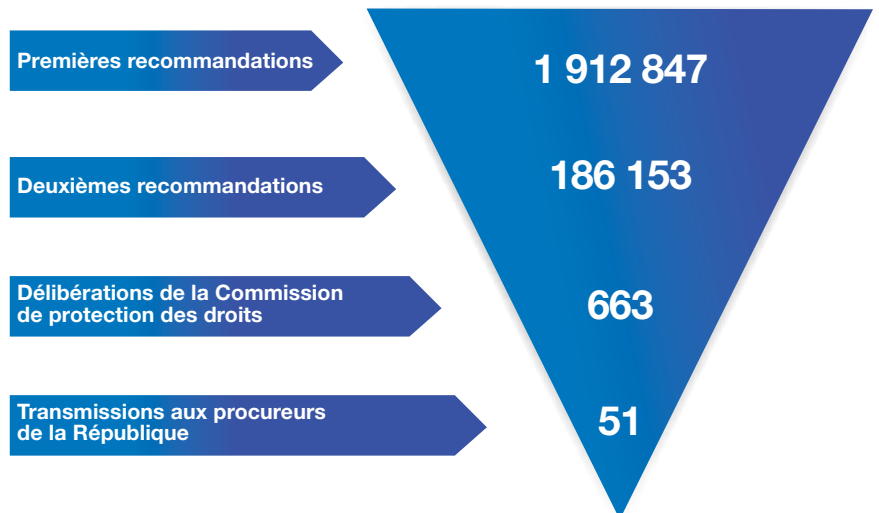 Premières recommandations
1 912 847
Deuxièmes recommandations
186 153
Délibérations de la Commission
de protection des droits
663
Transmissions aux procureurs
de la République
51